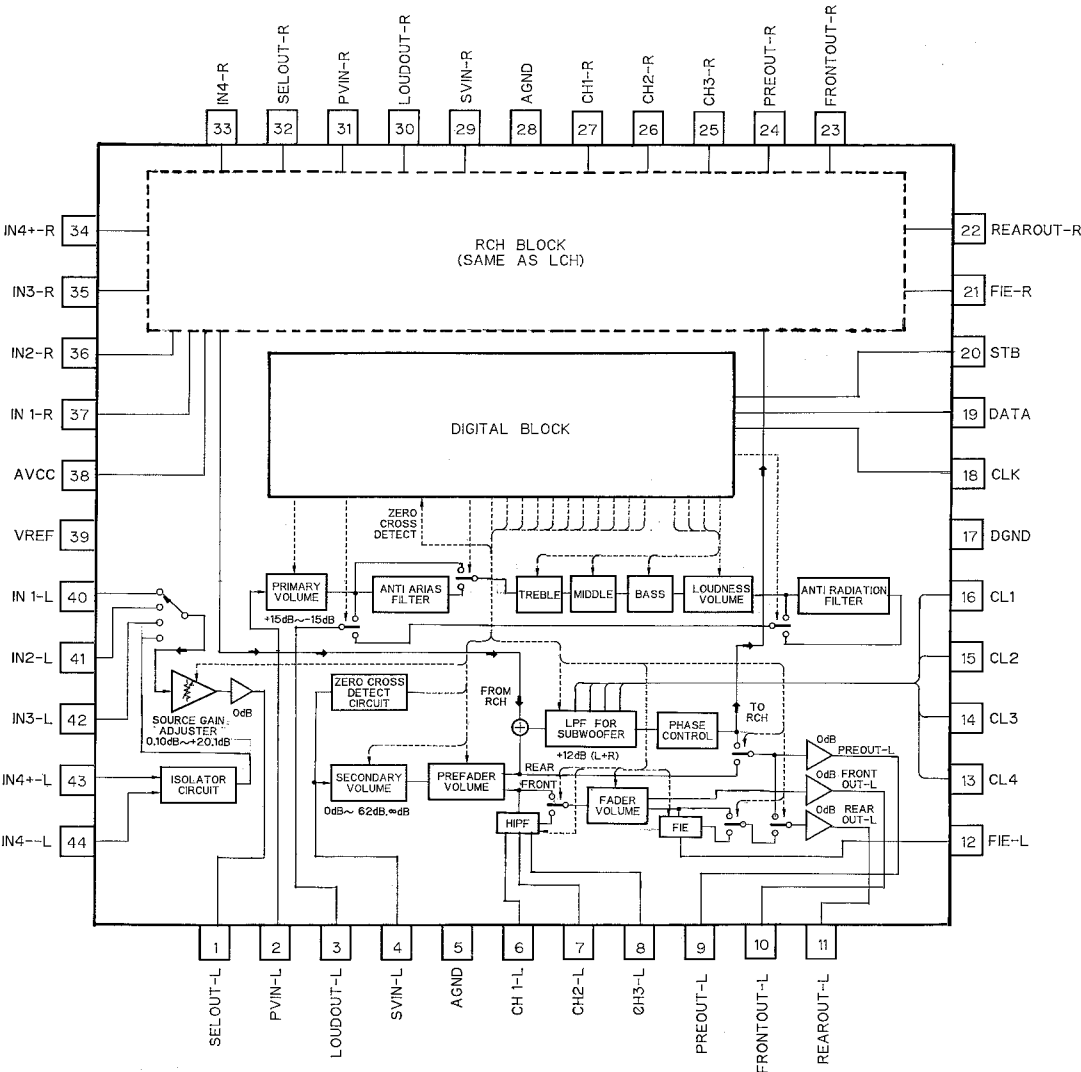 IN4-R
SELOUT-R
PVIN-R
LOUDOUT-R
SVIN-R
AGND
CH1-R
CH2-R
CH3-R
PREOUT-R
FRONTOUT-R
33
32
31
30
29
28
27
26
25
24
23
IN4+-R 34
IN3-R 35
IN2-R 36
IN 1-R 37
AVCC 38
VREF 39
IN 1-L 40
IN2-L 41
IN3-L 42
IN4+-L 43
IN4--L 44
22 REAROUT-R
21 FIE-R
20 STB
19 DATA
18 CLK
17 DGND
16 CL1
15 CL2
14 CL3
13 CL4
12 FIE-L
RCH BLOCK
(SAME AS LCH)
DIGITAL BLOCK
ZERO
CROSS
DETECT
PRIMARY
VOLUME
+15dB~-15dB
ANTI ARIAS
FILTER
TREBLE
MIDDLE
BASS
LOUDNESS
VOLUME
ANTI RADIATION
FILTER
SOURCE GAIN
ADJUSTER
0,10dB~+20,1dB
0dB
ISOLATOR
CIRCUIT
ZERO CROSS
DETECT
CIRCUIT
FROM
RCH
LPF FOR
SUBWOOFER
+12dB (L+R)
PHASE
CONTROL
TO
RCH
SECONDARY
VOLUME
0dB~ 62dB,∞dB
PREFADER
VOLUME
REAR
FRONT
HIPF
FADER
VOLUME
FIE
0dB
PREOUT-L
0dB FRONT
OUT-L
0dB REAR
OUT-L
1
2
3
4
5
6
7
8
9
10
11
SELOUT-L
PVIN-L
LOUDOUT-L
SVIN-L
AGND
CH 1-L
CH2-L
CH3-L
PREOUT-L
FRONTOUT-L
REAROUT-L